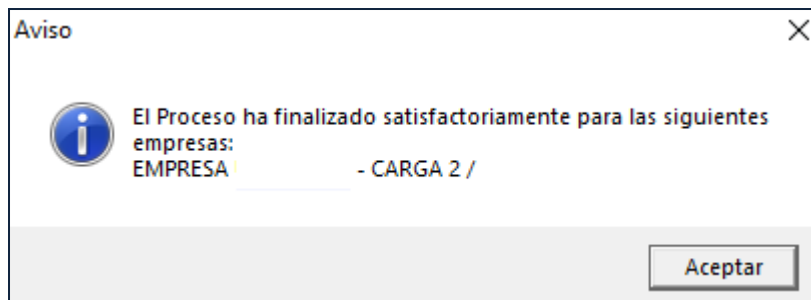 Aviso
El Proceso ha finalizado satisfactoriamente para las siguientes
empresas:
EMPRESA - CARGA 2 /
Aceptar